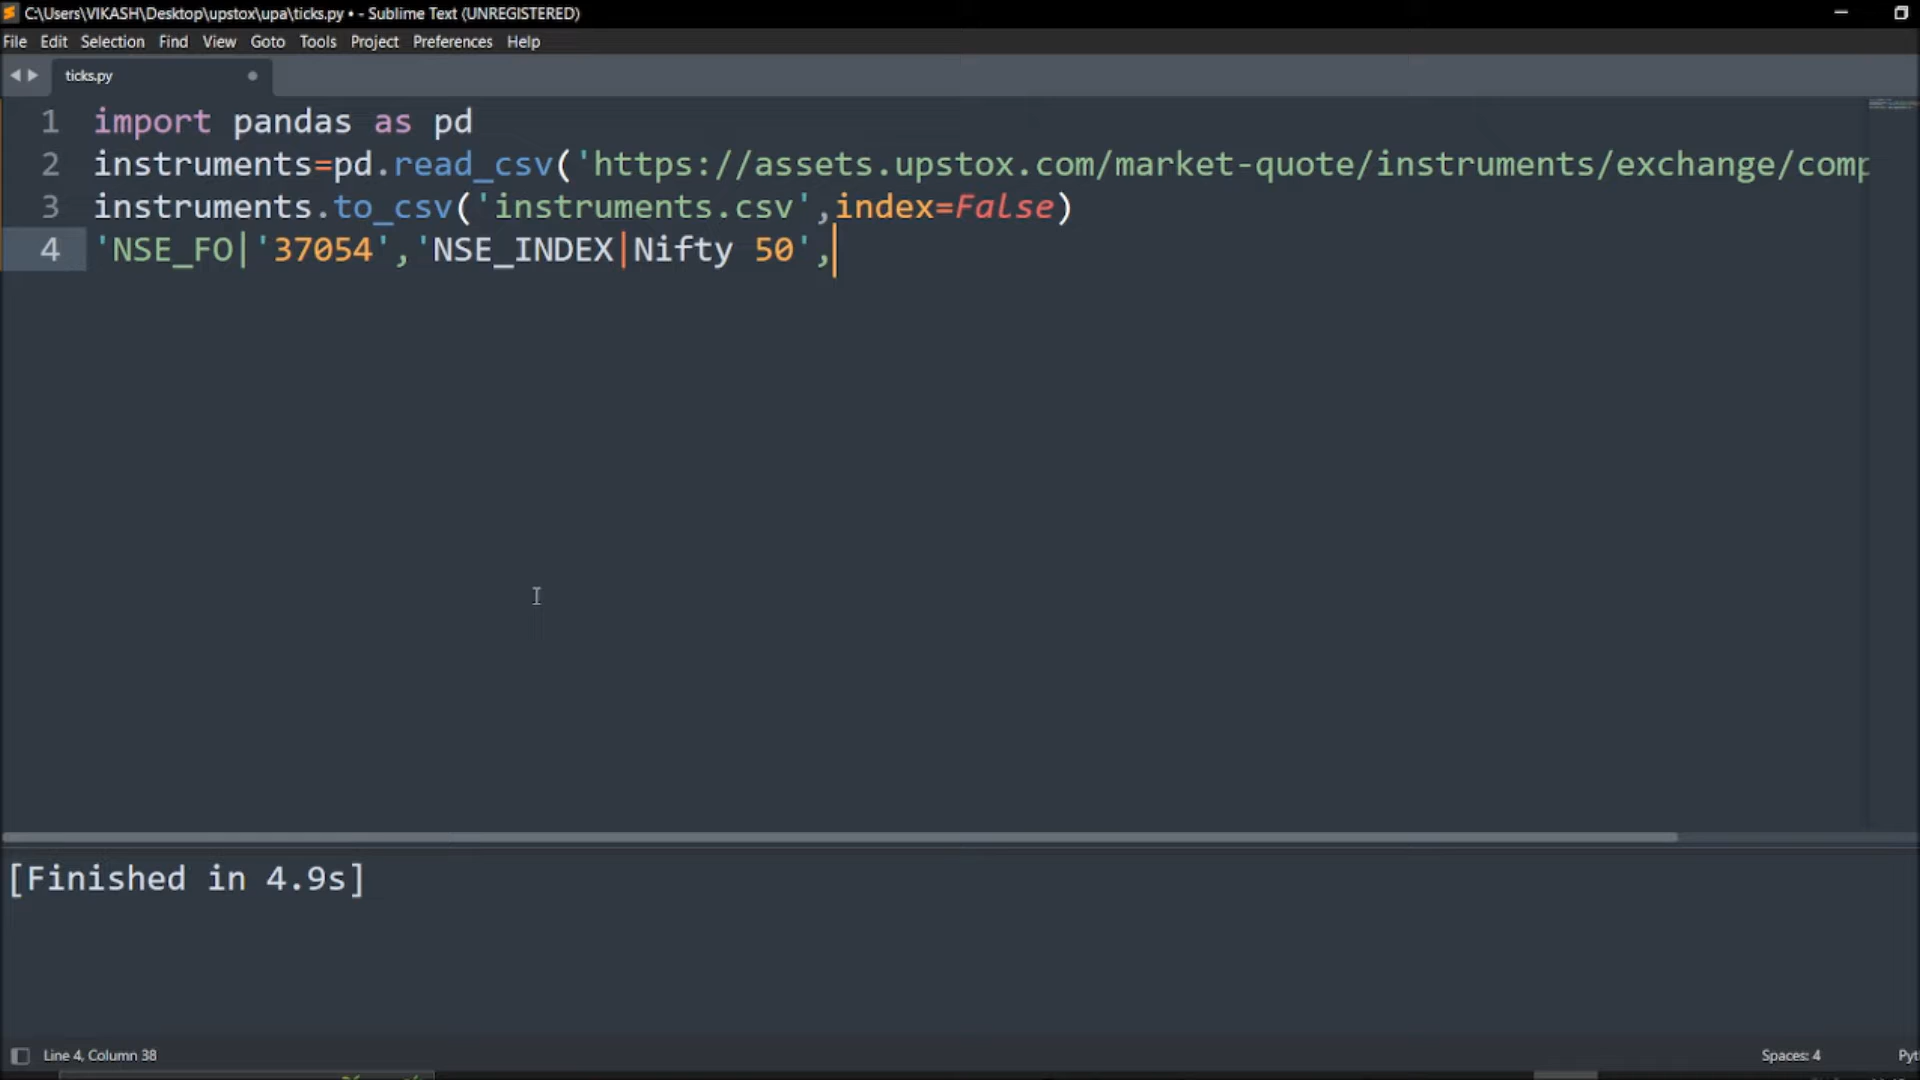 C:\Users\VIKASH\Desktop\upstox\upa\ticks.py • - Sublime Text (UNREGISTERED)
File Edit Selection Find View Goto Tools Project Preferences Help
ticks.py
1 import pandas as pd
2 instruments=pd.read_csv('https://assets.upstox.com/market-quote/instruments/exchange/comp
3 instruments.to_csv('instruments.csv',index=False)
4 'NSE_FO|'37054','NSE_INDEX|Nifty 50',
[Finished in 4.9s]
Line 4, Column 38 Spaces: 4 Pyt